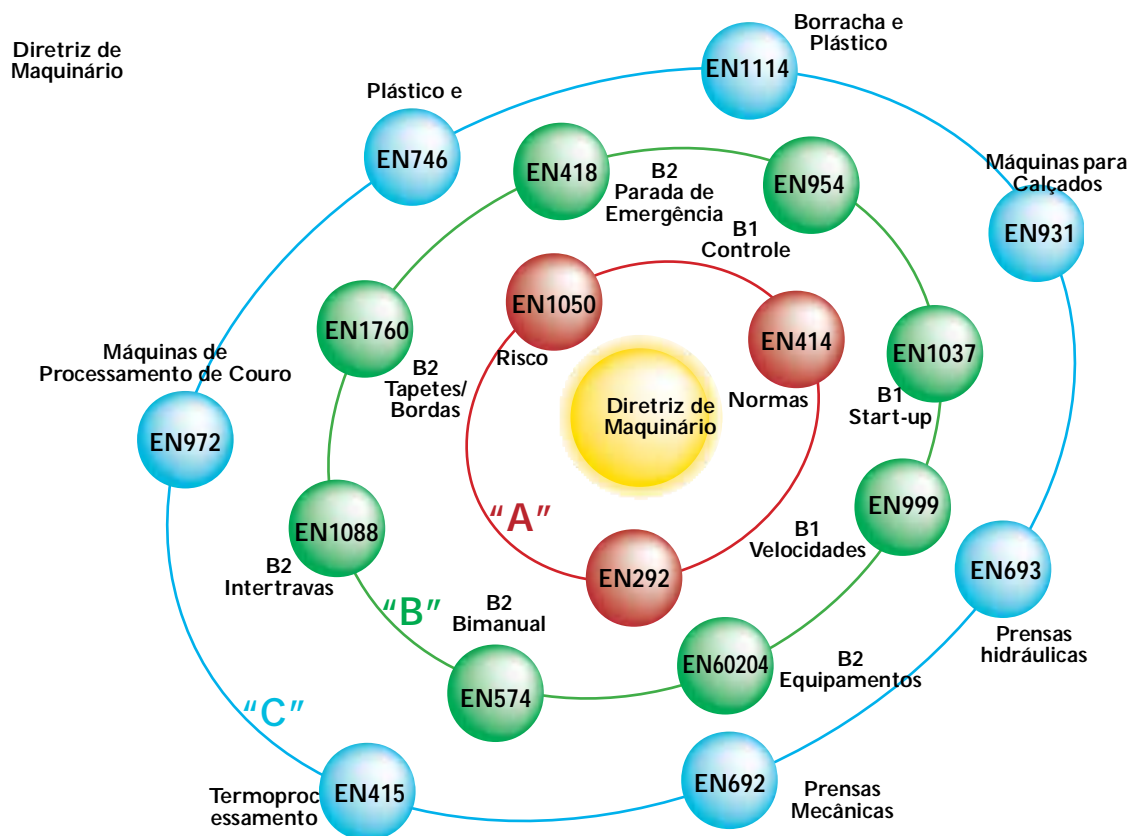 Diretriz de
Maquinário
Borracha e
Plástico
EN1114
Plástico e
EN746
Máquinas para
Calçados
EN931
EN418
B2
Parada de
Emergência
EN954
B1
Controle
EN1050
Risco
EN414
Normas
EN1760
B2
Tapetes/
Bordas
EN1037
B1
Start-up
Máquinas de
Processamento de Couro
EN972
Diretriz de
Maquinário
EN999
B1
Velocidades
"A"
EN1088
B2
Intertravas
EN292
EN693
Prensas
hidráulicas
"B"
B2
Bimanual
EN574
EN60204
B2
Equipamentos
"C"
Termoproc
essamento
EN415
EN692
Prensas
Mecânicas